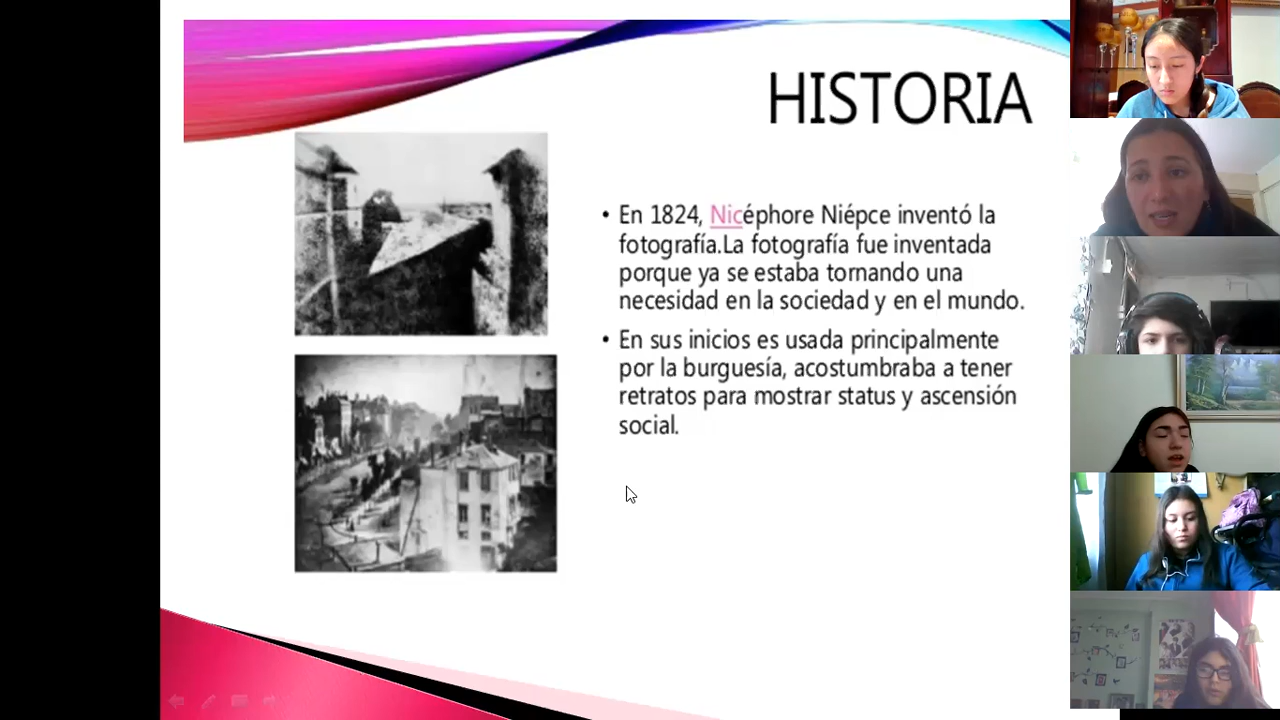 HISTORIA
• En 1824, Nicéphore Niépce inventó la
fotografía.La fotografía fue inventada
porque ya se estaba tornando una
necesidad en la sociedad y en el mundo.
• En sus inicios es usada principalmente
por la burguesía, acostumbraba a tener
retratos para mostrar status y ascensión
social.